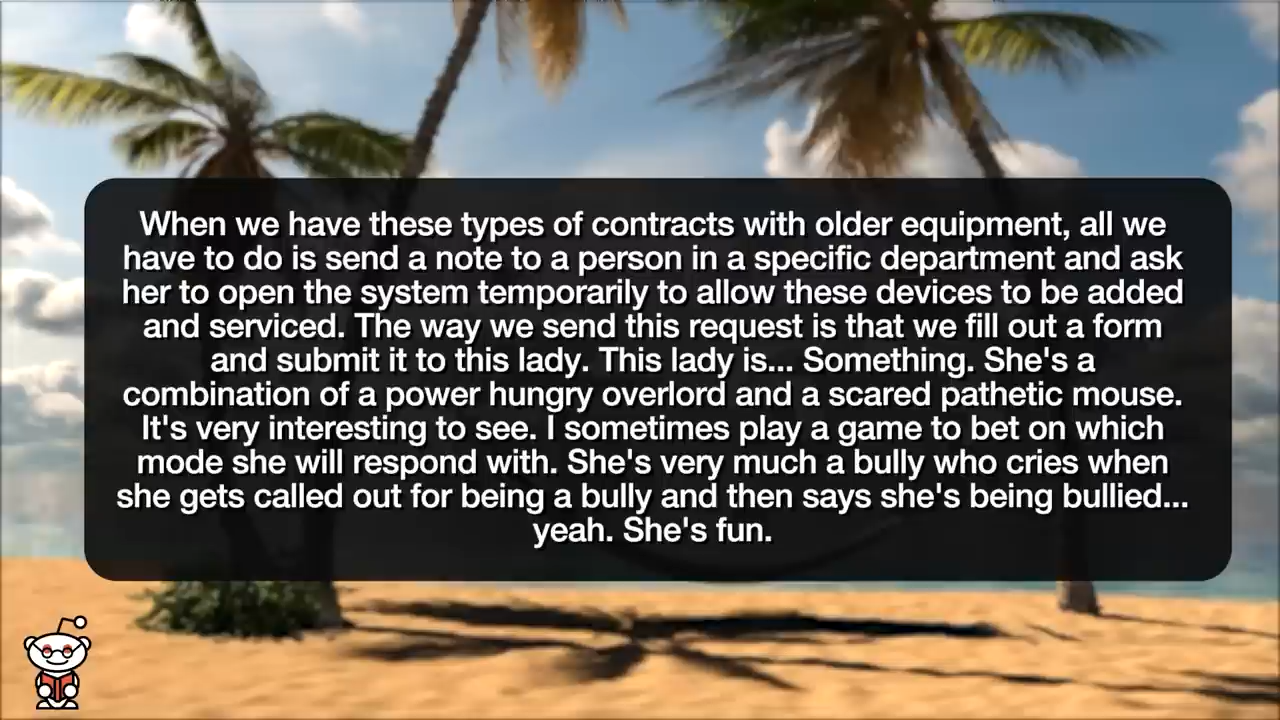 When we have these types of contracts with older equipment, all we
have to do is send a note to a person in a specific department and ask
her to open the system temporarily to allow these devices to be added
and serviced. The way we send this request is that we fill out a form
and submit it to this lady. This lady is... Something. She's a
combination of a power hungry overlord and a scared pathetic mouse.
It's very interesting to see. I sometimes play a game to bet on which
mode she will respond with. She's very much a bully who cries when
she gets called out for being a bully and then says she's being bullied...
yeah. She's fun.